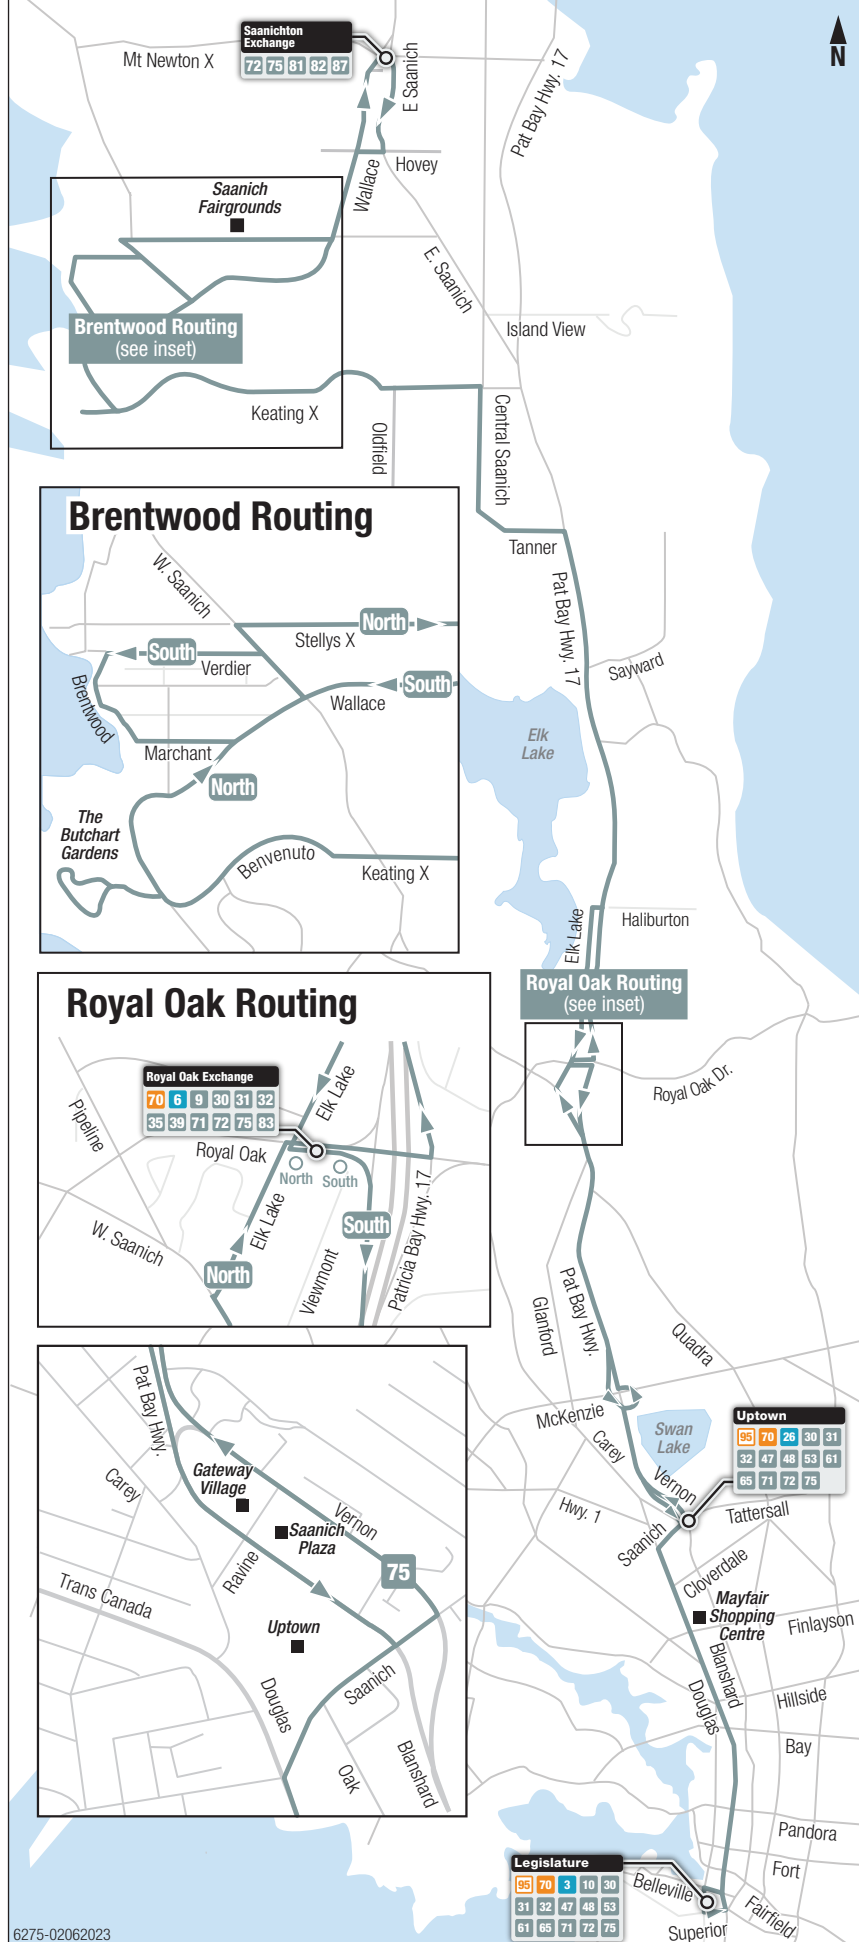 Saanichton
Exchange
72 75 81 82 87
N
Mt Newton X
E Saanich
Pat Bay Hwy. 17
Hovey
Wallace
Saanich
Fairgrounds
E. Saanich
Island View
Brentwood Routing
(see inset)
Keating X
Oldfield
Central Saanich
Tanner
Pat Bay Hwy. 17
Sayward
Elk
Lake
Elk Lake
Haliburton
Royal Oak Routing
(see inset)
Royal Oak Dr.
Brentwood Routing
W. Saanich
North
Stellys X
South
Verdier
South
Brentwood
Wallace
Marchant
North
The
Butchart
Gardens
Benvenuto
Keating X
Royal Oak Routing
Royal Oak Exchange
70 6 9 30 31 32
35 39 71 72 75 83
Pipeline
Elk Lake
Royal Oak
North
South
W. Saanich
Elk Lake
South
North
Viewmont
Patricia Bay Hwy. 17
Glanford
Pat Bay Hwy.
Quadra
McKenzie
Carey
Swan
Lake
Vernon
Uptown
95 70 26 30 31
32 47 48 53 61
65 71 72 75
Hwy. 1
Saanich
Tattersall
Cloverdale
Mayfair
Shopping
Centre
Finlayson
Blanshard
Douglas
Hillside
Bay
Pandora
Fort
Pat Bay Hwy.
Carey
Gateway
Village
Vernon
Saanich
Plaza
Ravine
75
Trans Canada
Uptown
Saanich
Douglas
Oak
Blanshard
Legislature
95 70 3 10 30
31 32 47 48 53
61 65 71 72 75
Belleville
Fairfield
Superior
6275-02062023